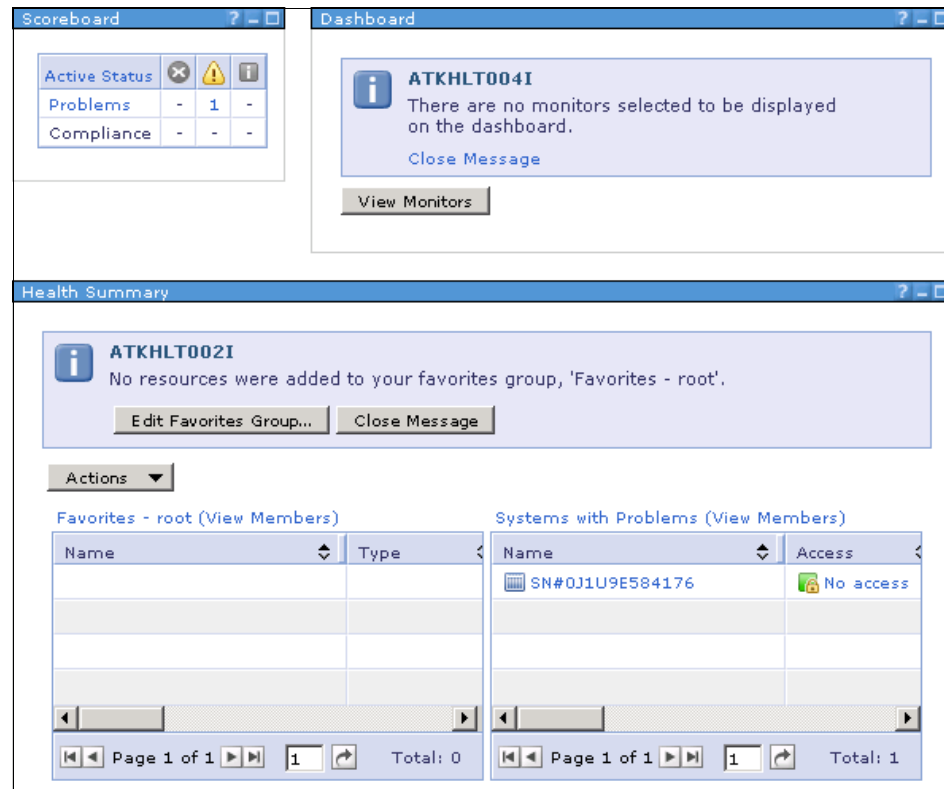 Scoreboard ?
Active Status
Problems - 1 -
Compliance - - -
Dashboard ?
ATKHLT004I
There are no monitors selected to be displayed
on the dashboard.
Close Message
View Monitors
Health Summary ?
ATKHLT002I
No resources were added to your favorites group, 'Favorites - root'.
Edit Favorites Group... Close Message
Actions
Favorites - root (View Members)
Name Type
Page 1 of 1 1 Total: 0
Systems with Problems (View Members)
Name Access
SN#0J1U9E584176 No access
Page 1 of 1 1 Total: 1